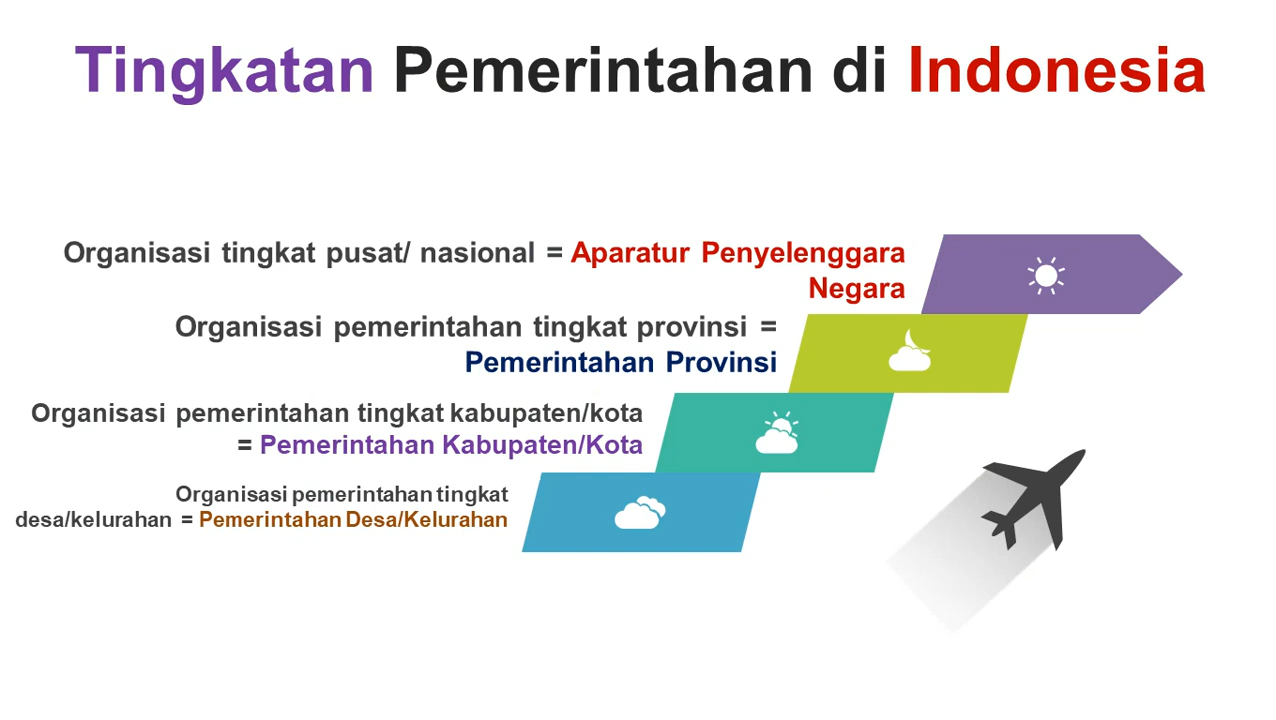 Tingkatan Pemerintahan di Indonesia
Organisasi tingkat pusat/ nasional = Aparatur Penyelenggara
Negara
Organisasi pemerintahan tingkat provinsi =
Pemerintahan Provinsi
Organisasi pemerintahan tingkat kabupaten/kota
= Pemerintahan Kabupaten/Kota
Organisasi pemerintahan tingkat
desa/kelurahan = Pemerintahan Desa/Kelurahan